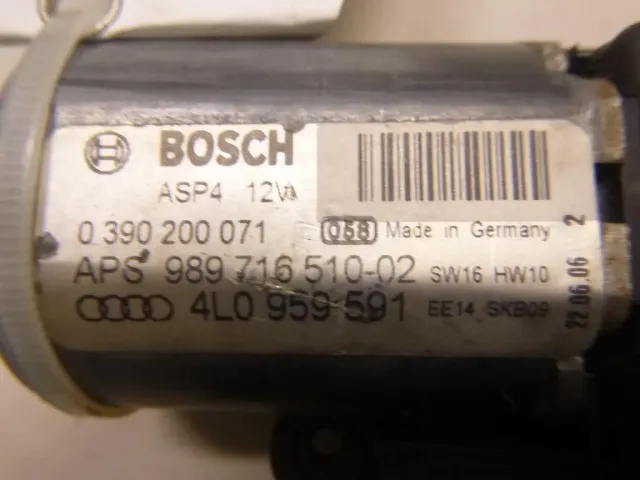 BOSCH
ASP4 12V
0 390 200 071 058 Made in Germany
APS 989 716 510-02 SW16 HW10
4L0 959 591 EE14 SKB09
22.06.06 2